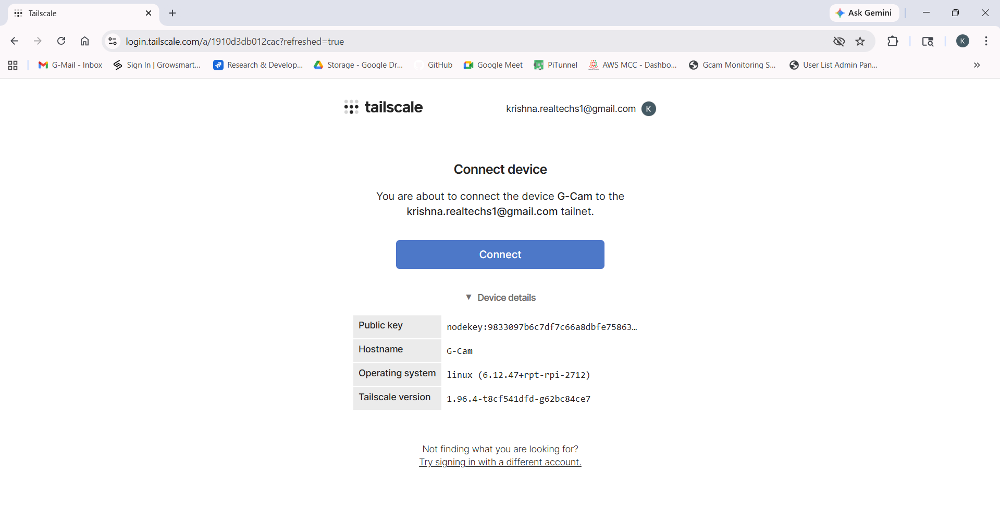 Tailscale
Ask Gemini
login.tailscale.com/a/1910d3db012cac?refreshed=true
K
G-Mail - Inbox
Sign In | Growsmart...
Research & Develop...
Storage - Google Dr...
GitHub
Google Meet
PiTunnel
AWS MCC - Dashbo...
Gcam Monitoring S...
User List Admin Pan...
tailscale
krishna.realtechs1@gmail.com
K
Connect device
You are about to connect the device G-Cam to the
krishna.realtechs1@gmail.com tailnet.
Connect
Device details
Public key nodekey:9833097b6c7df7c66a8dbfe75863…
Hostname G-Cam
Operating system linux (6.12.47+rpt-rpi-2712)
Tailscale version 1.96.4-t8cf541dfd-g62bc84ce7
Not finding what you are looking for?
Try signing in with a different account.